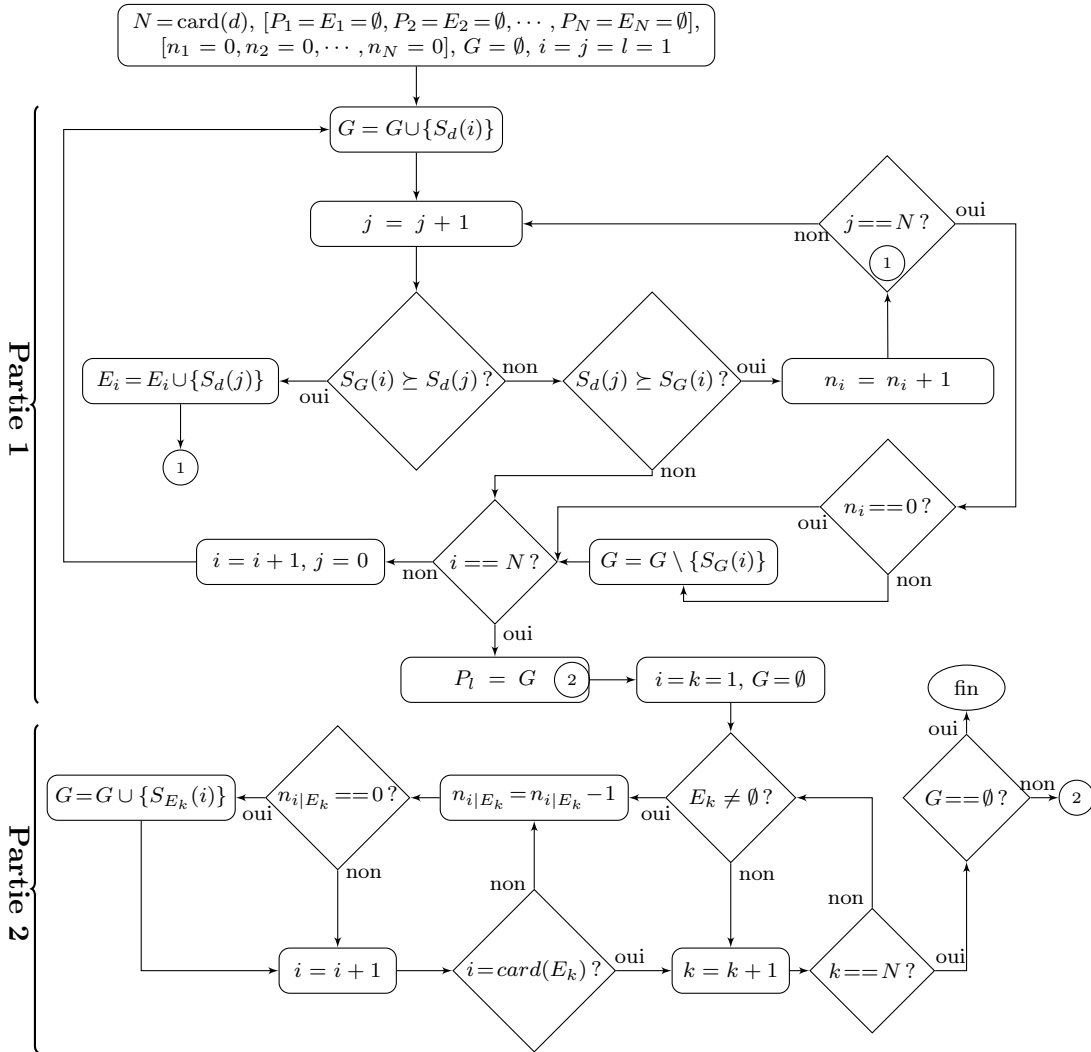 N = card(d), [P₁ = E₁ = ∅, P₂ = E₂ = ∅, ⋯, P_N = E_N = ∅],
[n₁ = 0, n₂ = 0, ⋯, n_N = 0], G = ∅, i = j = l = 1
Partie 1
G = G ∪ {S_d(i)}
j = j + 1
j == N ?
oui
non
1
E_i = E_i ∪ {S_d(j)}
oui
S_G(i) ⪰ S_d(j) ?
non
S_d(j) ⪰ S_G(i) ?
oui
n_i = n_i + 1
1
non
n_i == 0 ?
oui
non
i = i + 1, j = 0
non
i == N ?
G = G \ {S_G(i)}
oui
P_l = G
2
i = k = 1, G = ∅
fin
oui
Partie 2
G = G ∪ {S_{E_k}(i)}
oui
n_{i|E_k} == 0 ?
non
n_{i|E_k} = n_{i|E_k} − 1
oui
E_k ≠ ∅ ?
non
G == ∅ ?
non
2
i = i + 1
non
i = card(E_k) ?
oui
k = k + 1
non
k == N ?
oui